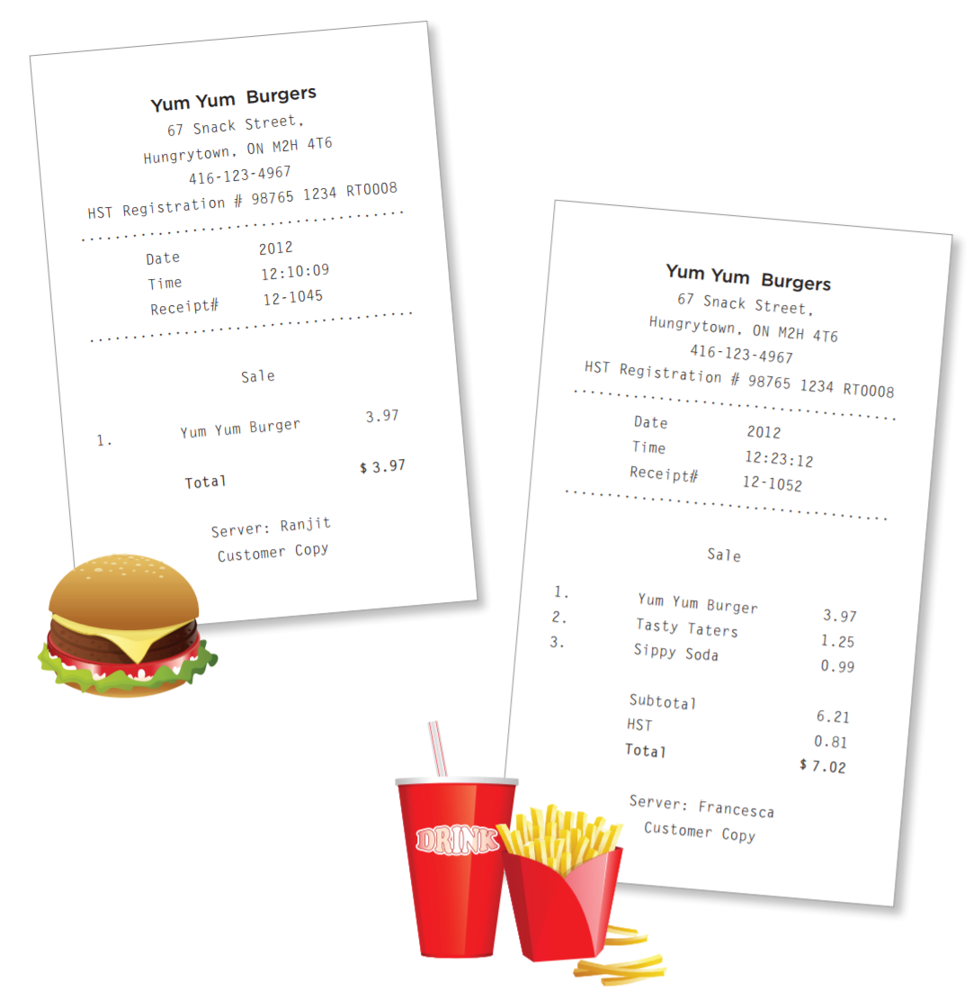 Yum Yum Burgers
67 Snack Street,
Hungrytown, ON M2H 4T6
416-123-4967
HST Registration # 98765 1234 RT0008
Date 2012
Time 12:10:09
Receipt# 12-1045
Sale
1. Yum Yum Burger 3.97
Total $ 3.97
Server: Ranjit
Customer Copy
Yum Yum Burgers
67 Snack Street,
Hungrytown, ON M2H 4T6
416-123-4967
HST Registration # 98765 1234 RT0008
Date 2012
Time 12:23:12
Receipt# 12-1052
Sale
1. Yum Yum Burger 3.97
2. Tasty Taters 1.25
3. Sippy Soda 0.99
Subtotal 6.21
HST 0.81
Total $ 7.02
Server: Francesca
Customer Copy
DRINK